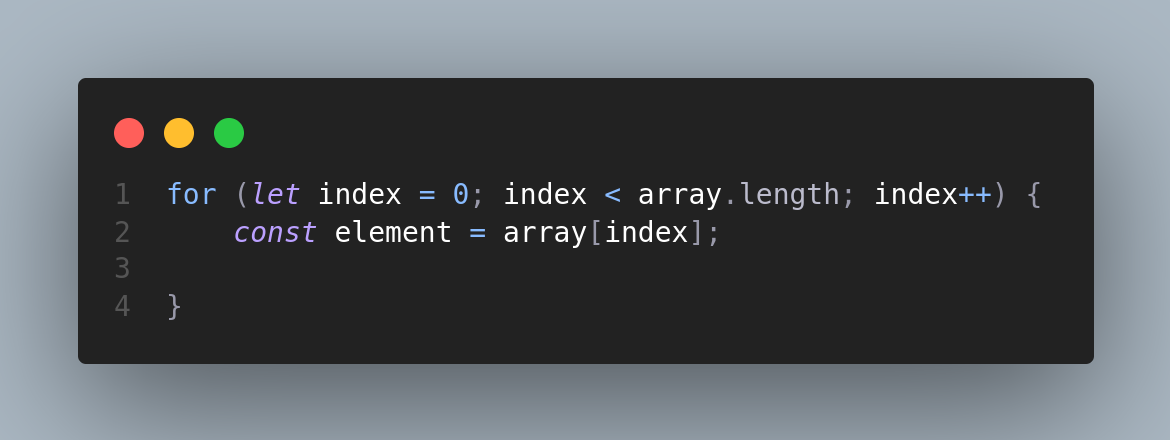 1 for (let index = 0; index < array.length; index++) {
2     const element = array[index];
3
4 }